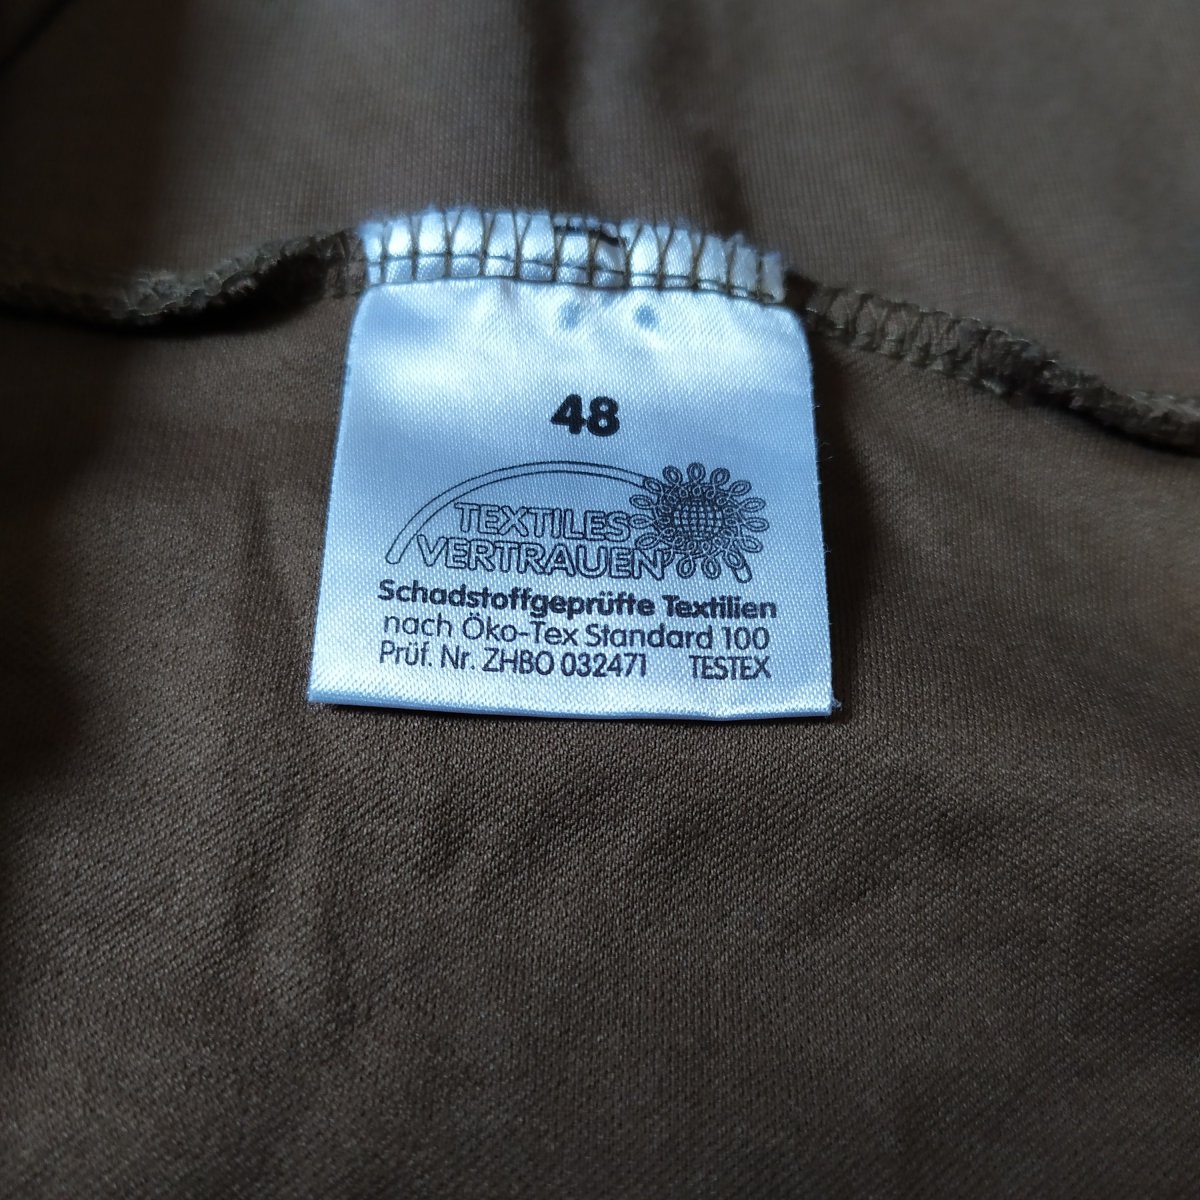 48
TEXTILES
VERTRAUEN
Schadstoffgeprüfte Textilien
nach Öko-Tex Standard 100
Prüf. Nr. ZHBO 032471 TESTEX